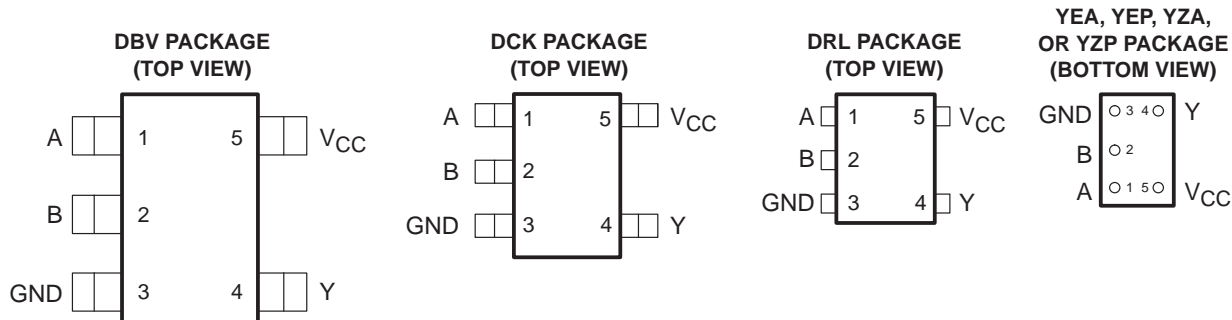 DBV PACKAGE
(TOP VIEW)
A 1 5 VCC
B 2
GND 3 4 Y
DCK PACKAGE
(TOP VIEW)
A 1 5 VCC
B 2
GND 3 4 Y
DRL PACKAGE
(TOP VIEW)
A 1 5 VCC
B 2
GND 3 4 Y
YEA, YEP, YZA,
OR YZP PACKAGE
(BOTTOM VIEW)
GND 3 4 Y
B 2
A 1 5 VCC